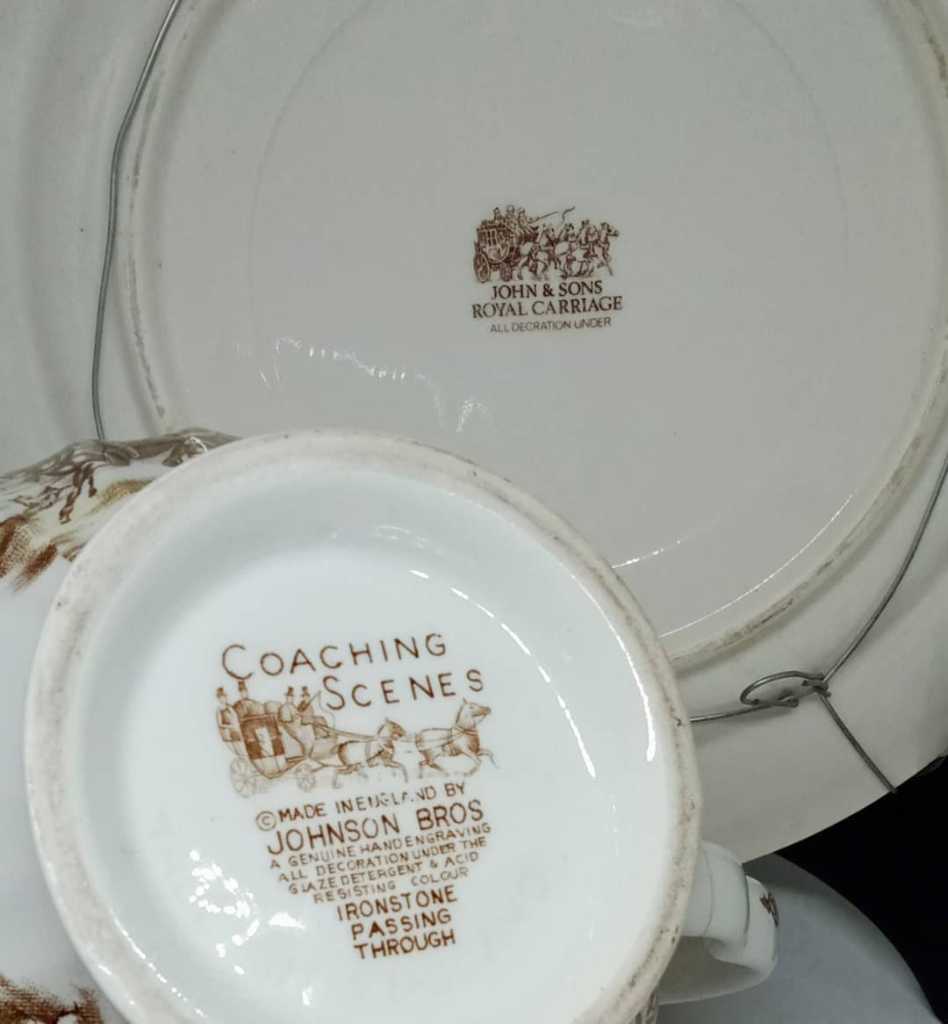 JOHN & SONS
ROYAL CARRIAGE
ALL DECRATION UNDER
COACHING
SCENES
© MADE IN ENGLAND BY
JOHNSON BROS
A GENUINE HAND ENGRAVING
ALL DECORATION UNDER THE
GLAZE DETERGENT & ACID
RESISTING COLOUR
IRONSTONE
PASSING
THROUGH